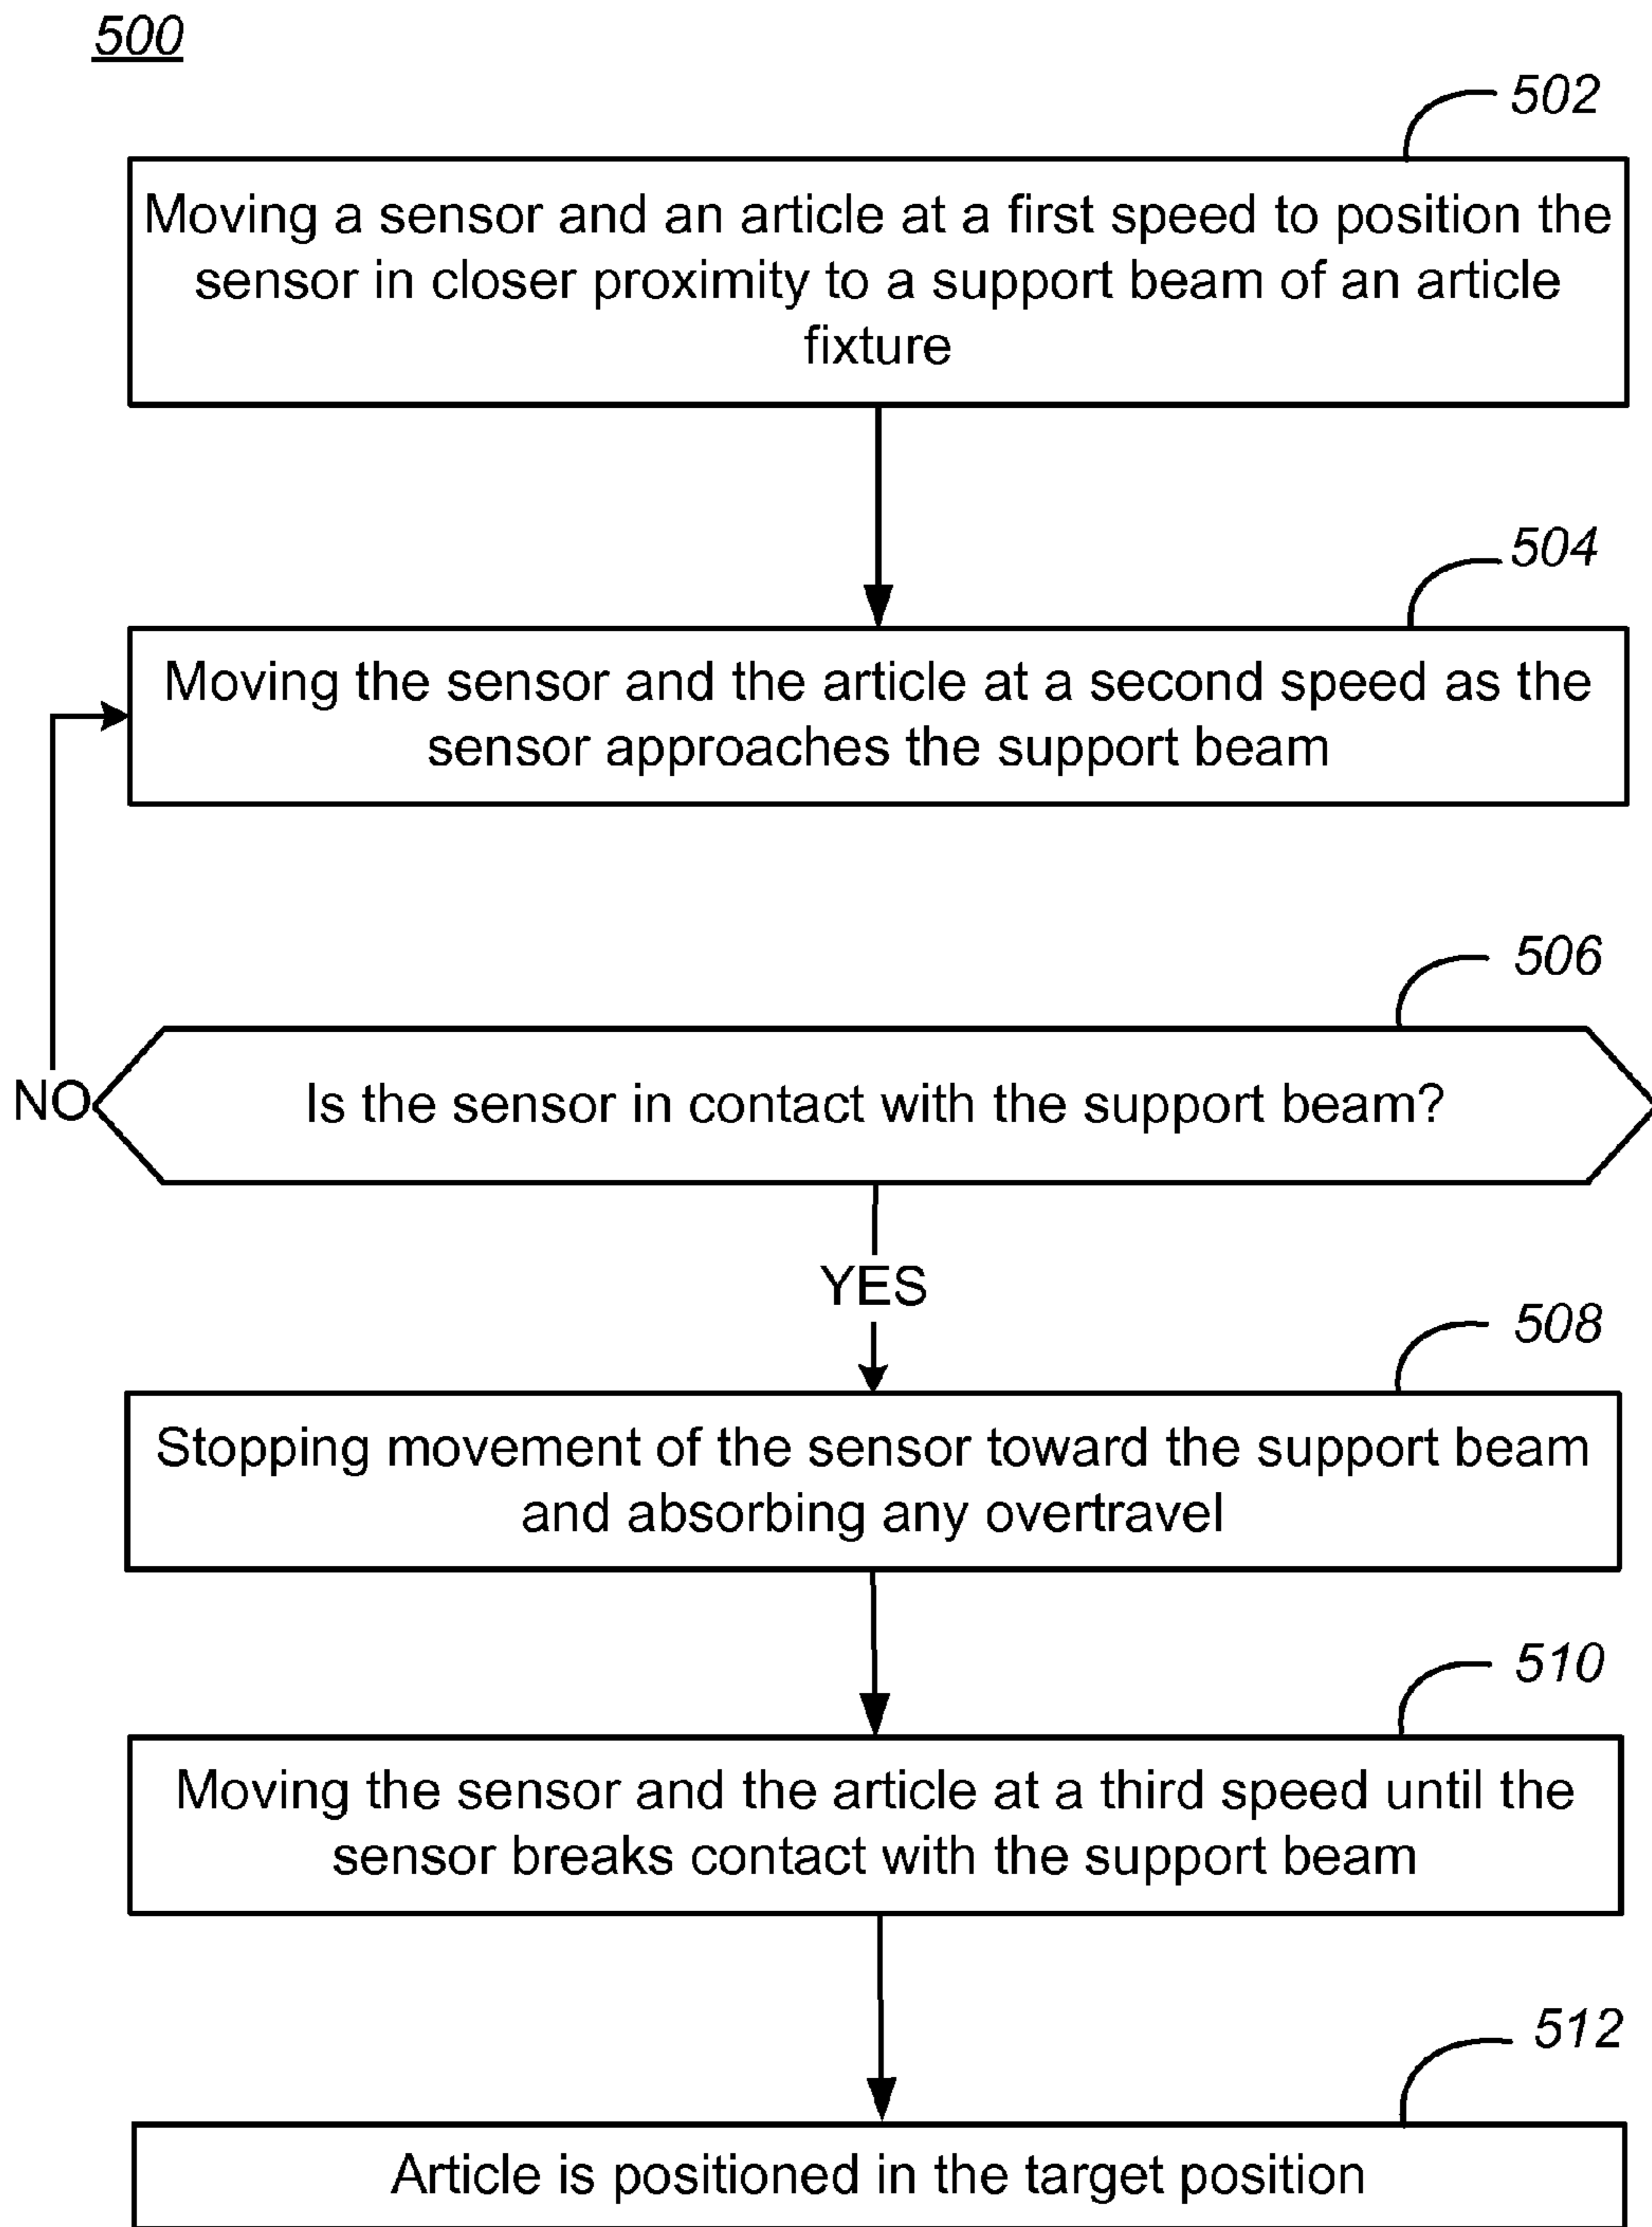 500
502
Moving a sensor and an article at a first speed to position the
sensor in closer proximity to a support beam of an article
fixture
504
Moving the sensor and the article at a second speed as the
sensor approaches the support beam
506
NO
Is the sensor in contact with the support beam?
YES
508
Stopping movement of the sensor toward the support beam
and absorbing any overtravel
510
Moving the sensor and the article at a third speed until the
sensor breaks contact with the support beam
512
Article is positioned in the target position